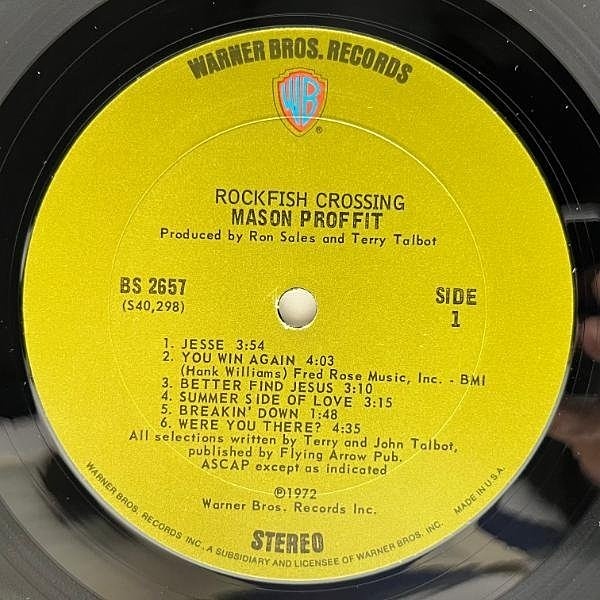 WARNER BROS. RECORDS
WB
®
ROCKFISH CROSSING
MASON PROFFIT
Produced by Ron Sales and Terry Talbot
BS 2657
(S40,298)
SIDE
1
1. JESSE 3:54
2. YOU WIN AGAIN 4:03
(Hank Williams) Fred Rose Music, Inc. - BMI
3. BETTER FIND JESUS 3:10
4. SUMMER SIDE OF LOVE 3:15
5. BREAKIN' DOWN 1:48
6. WERE YOU THERE? 4:35
All selections written by Terry and John Talbot,
published by Flying Arrow Pub.
ASCAP except as indicated
℗1972
Warner Bros. Records Inc.
STEREO
WARNER BROS. RECORDS INC., A SUBSIDIARY AND LICENSEE OF WARNER BROS. INC. MADE IN U.S.A.